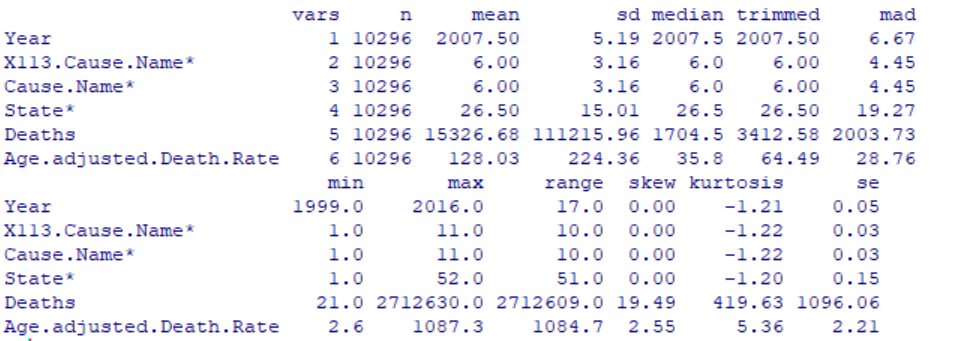 vars n mean sd median trimmed mad
Year 1 10296 2007.50 5.19 2007.5 2007.50 6.67
X113.Cause.Name* 2 10296 6.00 3.16 6.0 6.00 4.45
Cause.Name* 3 10296 6.00 3.16 6.0 6.00 4.45
State* 4 10296 26.50 15.01 26.5 26.50 19.27
Deaths 5 10296 15326.68 111215.96 1704.5 3412.58 2003.73
Age.adjusted.Death.Rate 6 10296 128.03 224.36 35.8 64.49 28.76
min max range skew kurtosis se
Year 1999.0 2016.0 17.0 0.00 -1.21 0.05
X113.Cause.Name* 1.0 11.0 10.0 0.00 -1.22 0.03
Cause.Name* 1.0 11.0 10.0 0.00 -1.22 0.03
State* 1.0 52.0 51.0 0.00 -1.20 0.15
Deaths 21.0 2712630.0 2712609.0 19.49 419.63 1096.06
Age.adjusted.Death.Rate 2.6 1087.3 1084.7 2.55 5.36 2.21